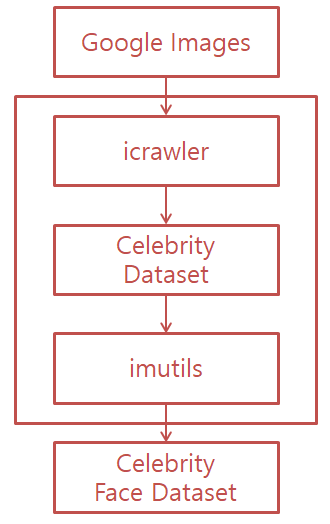 Google Images
icrawler
Celebrity
Dataset
imutils
Celebrity
Face Dataset